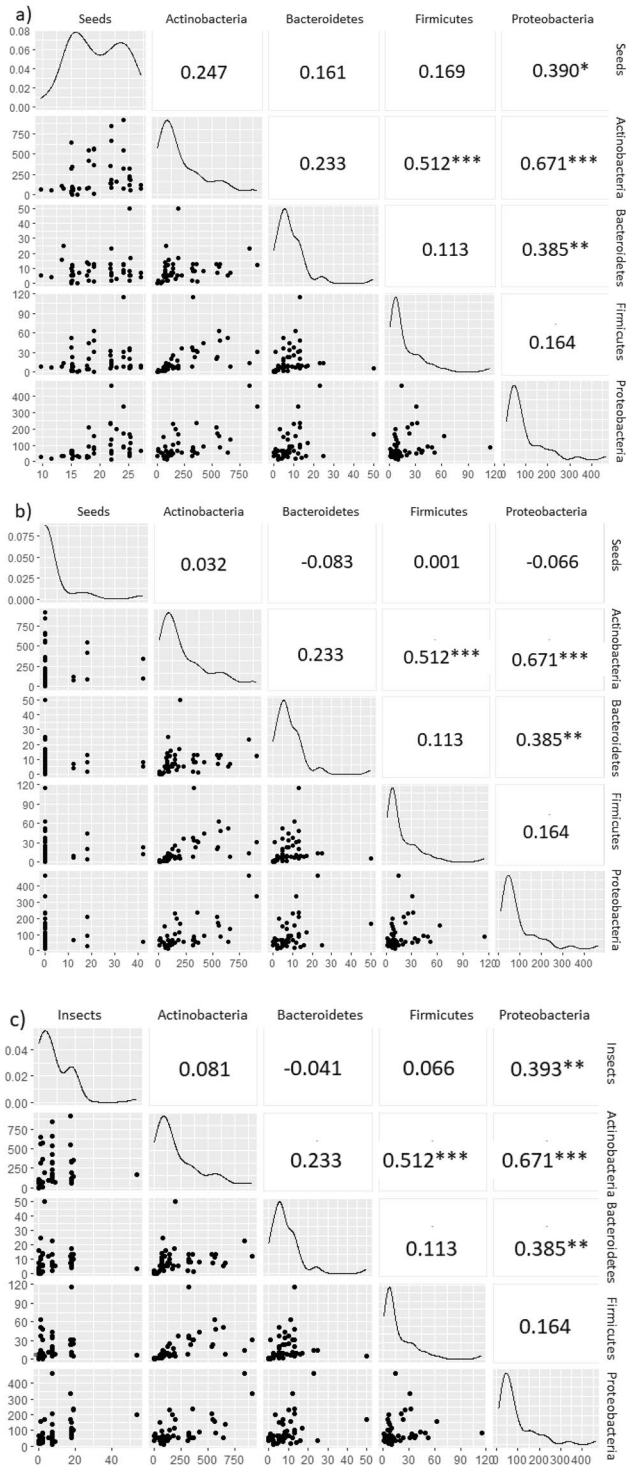 a)
Seeds Actinobacteria Bacteroidetes Firmicutes Proteobacteria
0.08
0.06
0.04
0.02
0.00
0.247 0.161 0.169 0.390*
Seeds
750
500
250
0
0.233 0.512*** 0.671***
Actinobacteria
50
40
30
20
10
0
0.113 0.385**
Bacteroidetes
120
90
60
30
0
0.164
Firmicutes
400
300
200
100
0
Proteobacteria
10 15 20 25 0 250 500 750 0 10 20 30 40 50 0 30 60 90 120 0 100 200 300 400
b)
Seeds Actinobacteria Bacteroidetes Firmicutes Proteobacteria
0.075
0.050
0.025
0.000
0.032 -0.083 0.001 -0.066
Seeds
750
500
250
0
0.233 0.512*** 0.671***
Actinobacteria
50
40
30
20
10
0
0.113 0.385**
Bacteroidetes
120
90
60
30
0
0.164
Firmicutes
400
300
200
100
0
Proteobacteria
0 10 20 30 40 0 250 500 750 0 10 20 30 40 50 0 30 60 90 120 0 100 200 300 400
c)
Insects Actinobacteria Bacteroidetes Firmicutes Proteobacteria
0.04
0.02
0.00
0.081 -0.041 0.066 0.393**
Insects
750
500
250
0
0.233 0.512*** 0.671***
Actinobacteria
50
40
30
20
10
0
0.113 0.385**
Bacteroidetes
120
90
60
30
0
0.164
Firmicutes
400
300
200
100
0
Proteobacteria
0 20 40 0 250 500 750 0 10 20 30 40 50 0 30 60 90 120 0 100 200 300 400